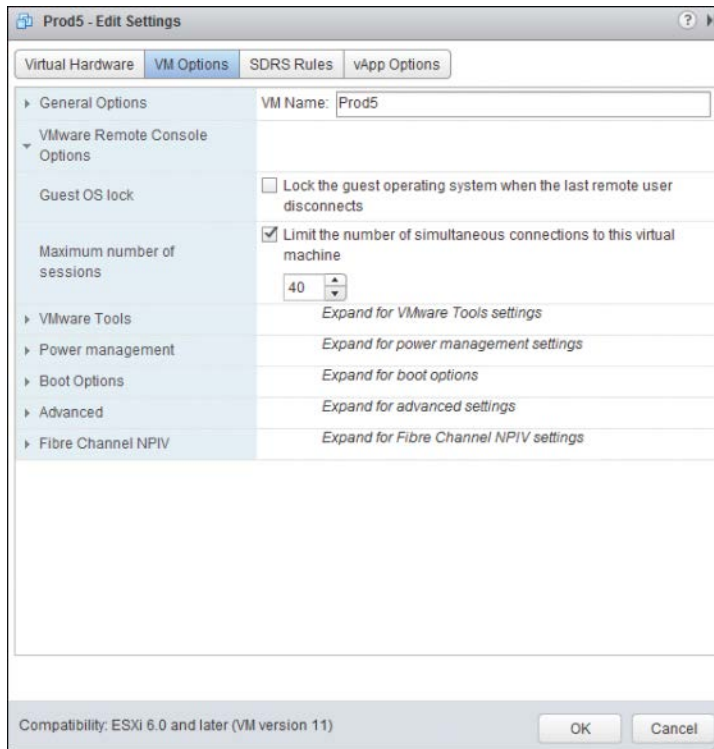 Prod5 - Edit Settings
?
Virtual Hardware VM Options SDRS Rules vApp Options
General Options VM Name: Prod5
VMware Remote Console
Options
Guest OS lock
Lock the guest operating system when the last remote user
disconnects
Maximum number of
sessions
Limit the number of simultaneous connections to this virtual
machine
40
VMware Tools Expand for VMware Tools settings
Power management Expand for power management settings
Boot Options Expand for boot options
Advanced Expand for advanced settings
Fibre Channel NPIV Expand for Fibre Channel NPIV settings
Compatibility: ESXi 6.0 and later (VM version 11) OK Cancel